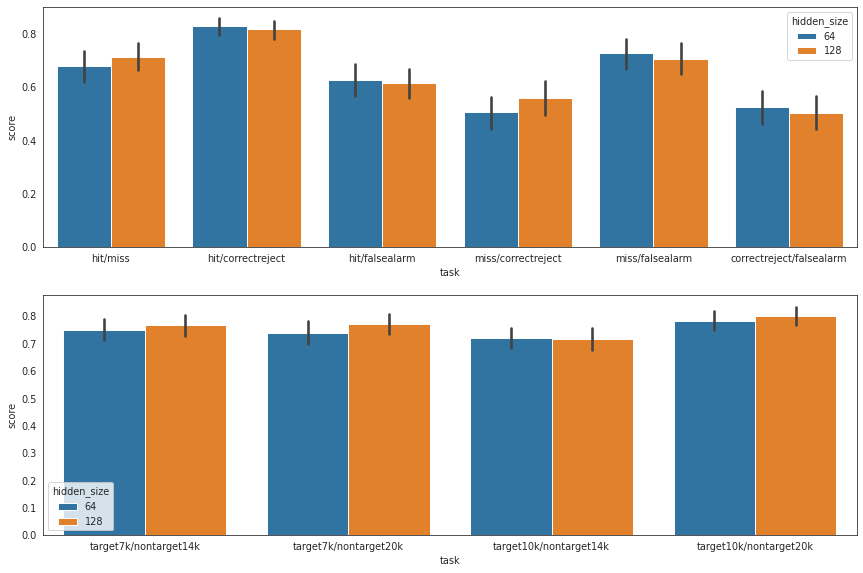 hidden_size
64
128
0.8
0.6
0.4
0.2
0.0
score
hit/miss hit/correctreject hit/falsealarm miss/correctreject miss/falsealarm correctreject/falsealarm
task
0.8
0.7
0.6
0.5
0.4
0.3
0.2
0.1
0.0
score
hidden_size
64
128
target7k/nontarget14k target7k/nontarget20k target10k/nontarget14k target10k/nontarget20k
task